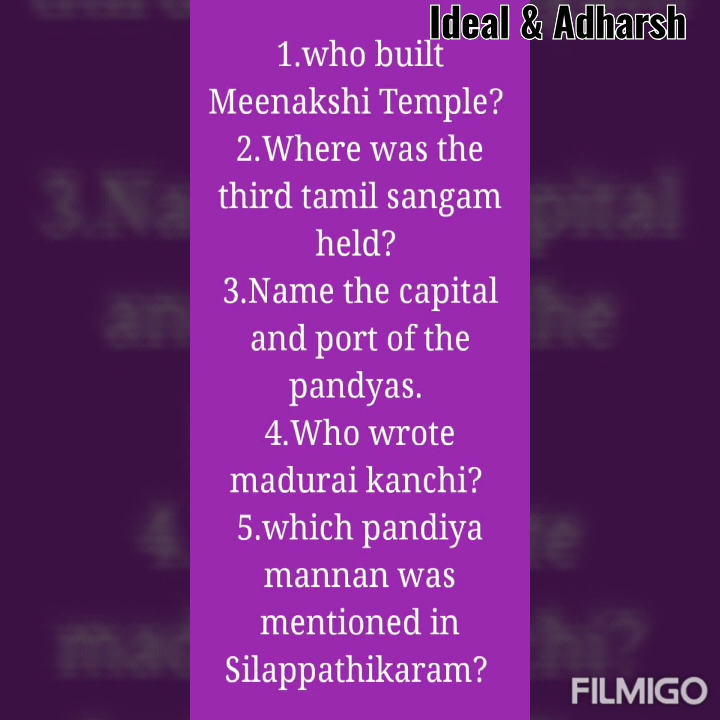 Ideal & Adharsh
1.who built
Meenakshi Temple?
2.Where was the
third tamil sangam
held?
3.Name the capital
and port of the
pandyas.
4.Who wrote
madurai kanchi?
5.which pandiya
mannan was
mentioned in
Silappathikaram?
FILMIGO